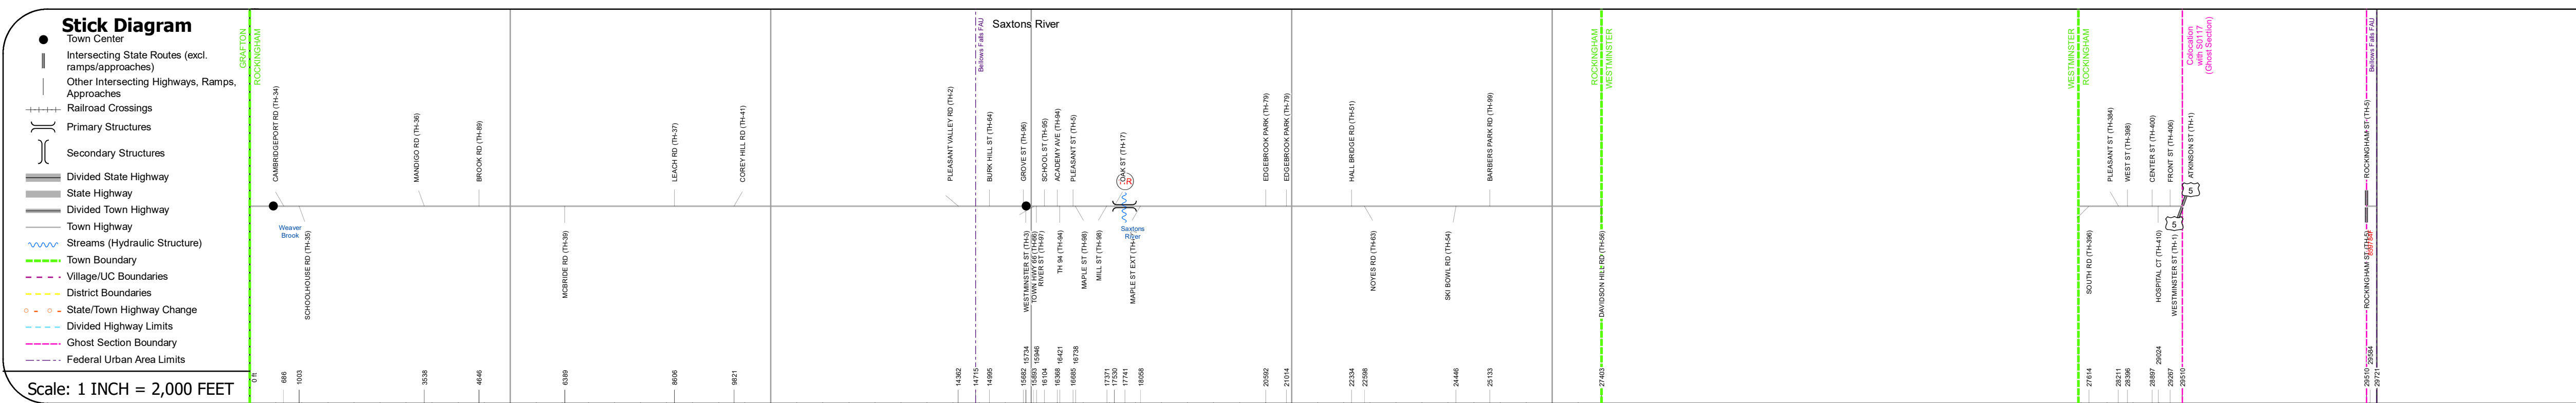 Stick Diagram
Town Center
Intersecting State Routes (excl.
ramps/approaches)
Other Intersecting Highways, Ramps,
Approaches
Railroad Crossings
Primary Structures
Secondary Structures
Divided State Highway
State Highway
Divided Town Highway
Town Highway
Streams (Hydraulic Structure)
Town Boundary
Village/UC Boundaries
District Boundaries
State/Town Highway Change
Divided Highway Limits
Ghost Section Boundary
Federal Urban Area Limits
Scale: 1 INCH = 2,000 FEET
GRAFTON
ROCKINGHAM
Bellows Falls FAU
Saxtons River
ROCKINGHAM
WESTMINSTER
WESTMINSTER
ROCKINGHAM
Colocation
with S0117
(Ghost Section)
Bellows Falls FAU
CAMBRIDGEPORT RD (TH-34)
MANDIGO RD (TH-36)
BROOK RD (TH-89)
LEACH RD (TH-37)
COREY HILL RD (TH-41)
PLEASANT VALLEY RD (TH-2)
BURK HILL ST (TH-64)
GROVE ST (TH-96)
SCHOOL ST (TH-95)
ACADEMY AVE (TH-94)
PLEASANT ST (TH-5)
OAK ST (TH-17)
EDGEBROOK PARK (TH-79)
EDGEBROOK PARK (TH-79)
HALL BRIDGE RD (TH-51)
BARBERS PARK RD (TH-99)
PLEASANT ST (TH-384)
WEST ST (TH-398)
CENTER ST (TH-400)
FRONT ST (TH-406)
ATKINSON ST (TH-1)
ROCKINGHAM ST (TH-5)
5
5
Weaver
Brook
Saxtons
River
SCHOOLHOUSE RD (TH-35)
MCBRIDE RD (TH-39)
WESTMINSTER ST (TH-3)
TOWN HWY 66 (TH-66)
RIVER ST (TH-97)
TH 94 (TH-94)
MAPLE ST (TH-98)
MILL ST (TH-98)
MAPLE ST EXT
NOYES RD (TH-63)
SKI BOWL RD (TH-54)
DAVIDSON HILL RD (TH-56)
SOUTH RD (TH-396)
HOSPITAL CT (TH-410)
WESTMINSTER ST (TH-1)
ROCKINGHAM ST (TH-5)
0 ft
686
1003
3538
4646
6389
8606
9821
14362
14715
14995
15682
15734
15893
15946
16104
16368
16421
16685
16738
17371
17530
17741
18058
20592
21014
22334
22598
24446
25133
27403
27614
28211
28396
28897
29024
29267
29510
29510
29584
29721